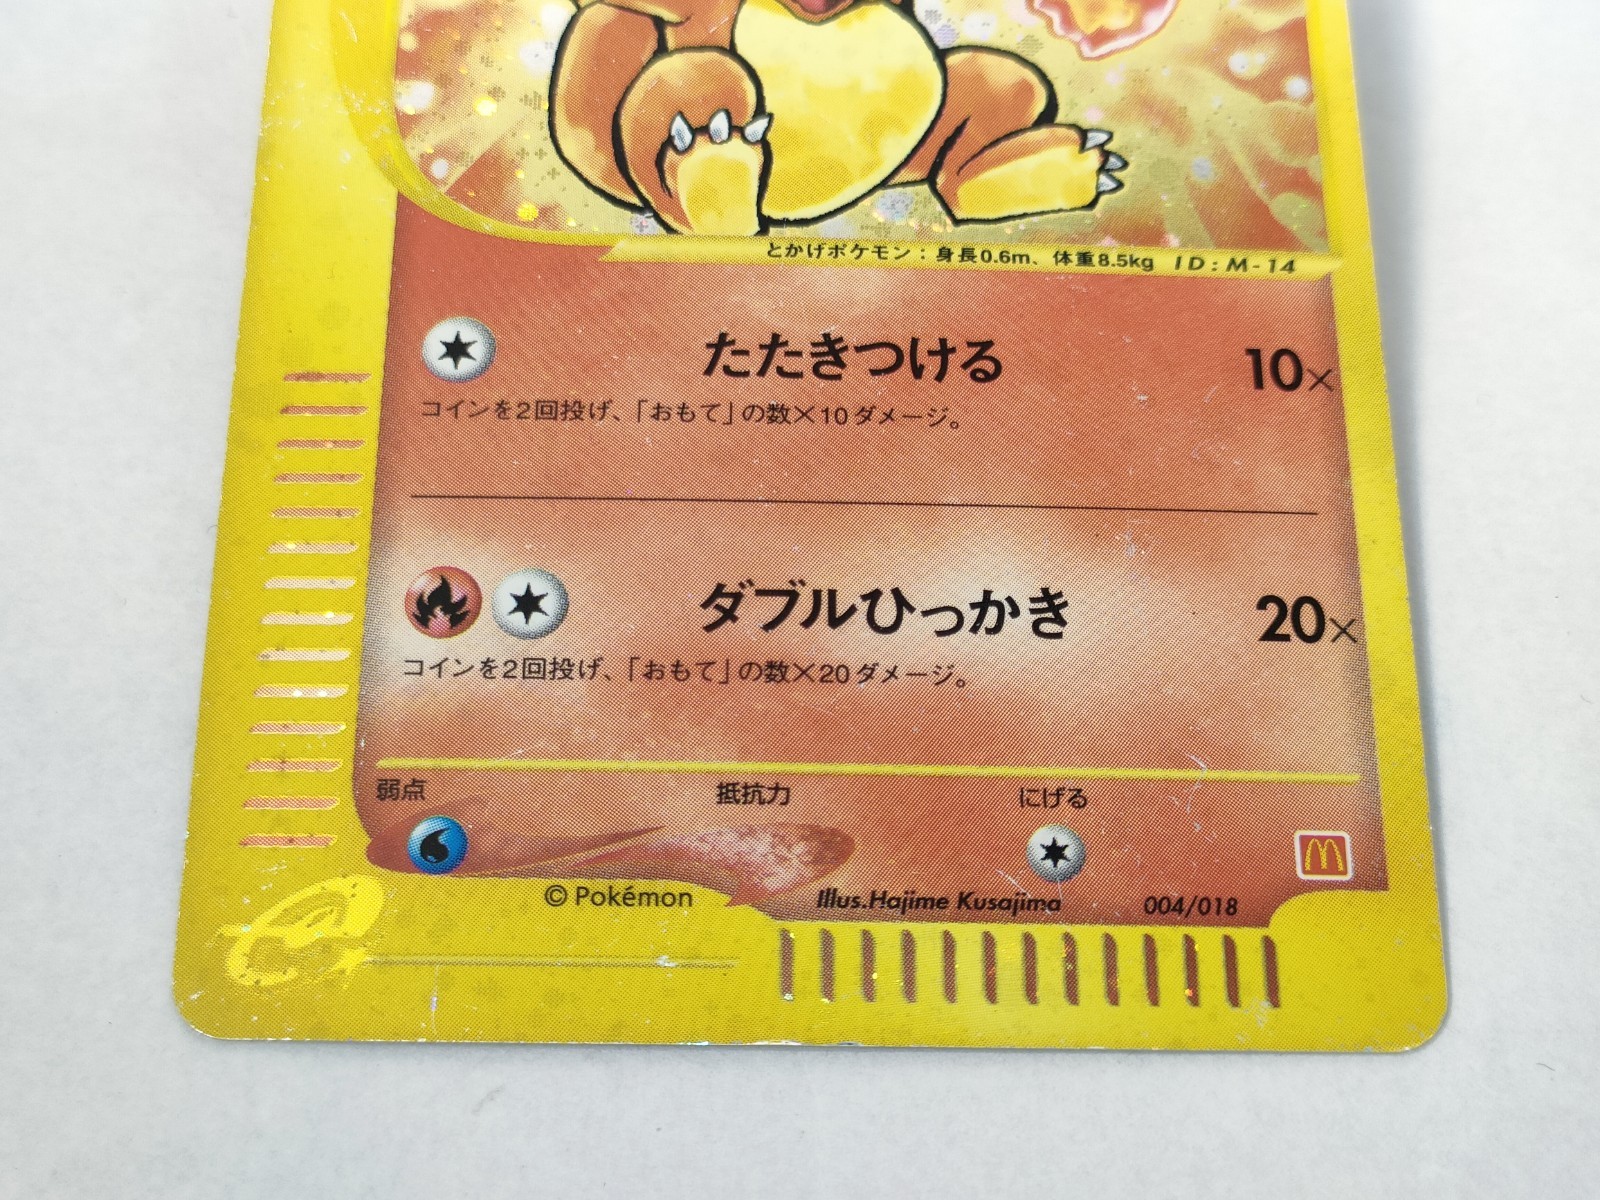 とかげポケモン：身長0.6m、体重8.5kg ID:M-14
たたきつける 10×
コインを2回投げ、「おもて」の数×10ダメージ。
ダブルひっかき 20×
コインを2回投げ、「おもて」の数×20ダメージ。
弱点 抵抗力 にげる
© Pokémon Illus.Hajime Kusajima 004/018